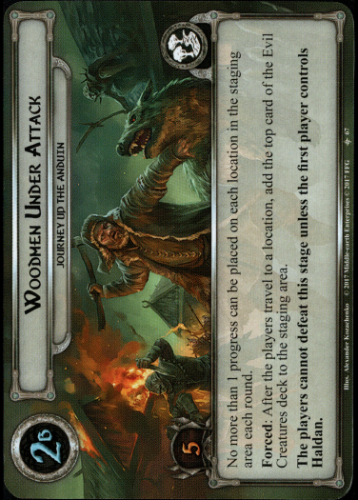 2B
WOODMEN UNDER ATTACK
JOURNEY UP THE ANDUIN
5
No more than 1 progress can be placed on each location in the staging
area each round.
Forced: After the players travel to a location, add the top card of the Evil
Creatures deck to the staging area.
The players cannot defeat this stage unless the first player controls
Haldan.
Illus. Alexander Kozachenko © 2017 Middle-earth Enterprises © 2017 FFG 67